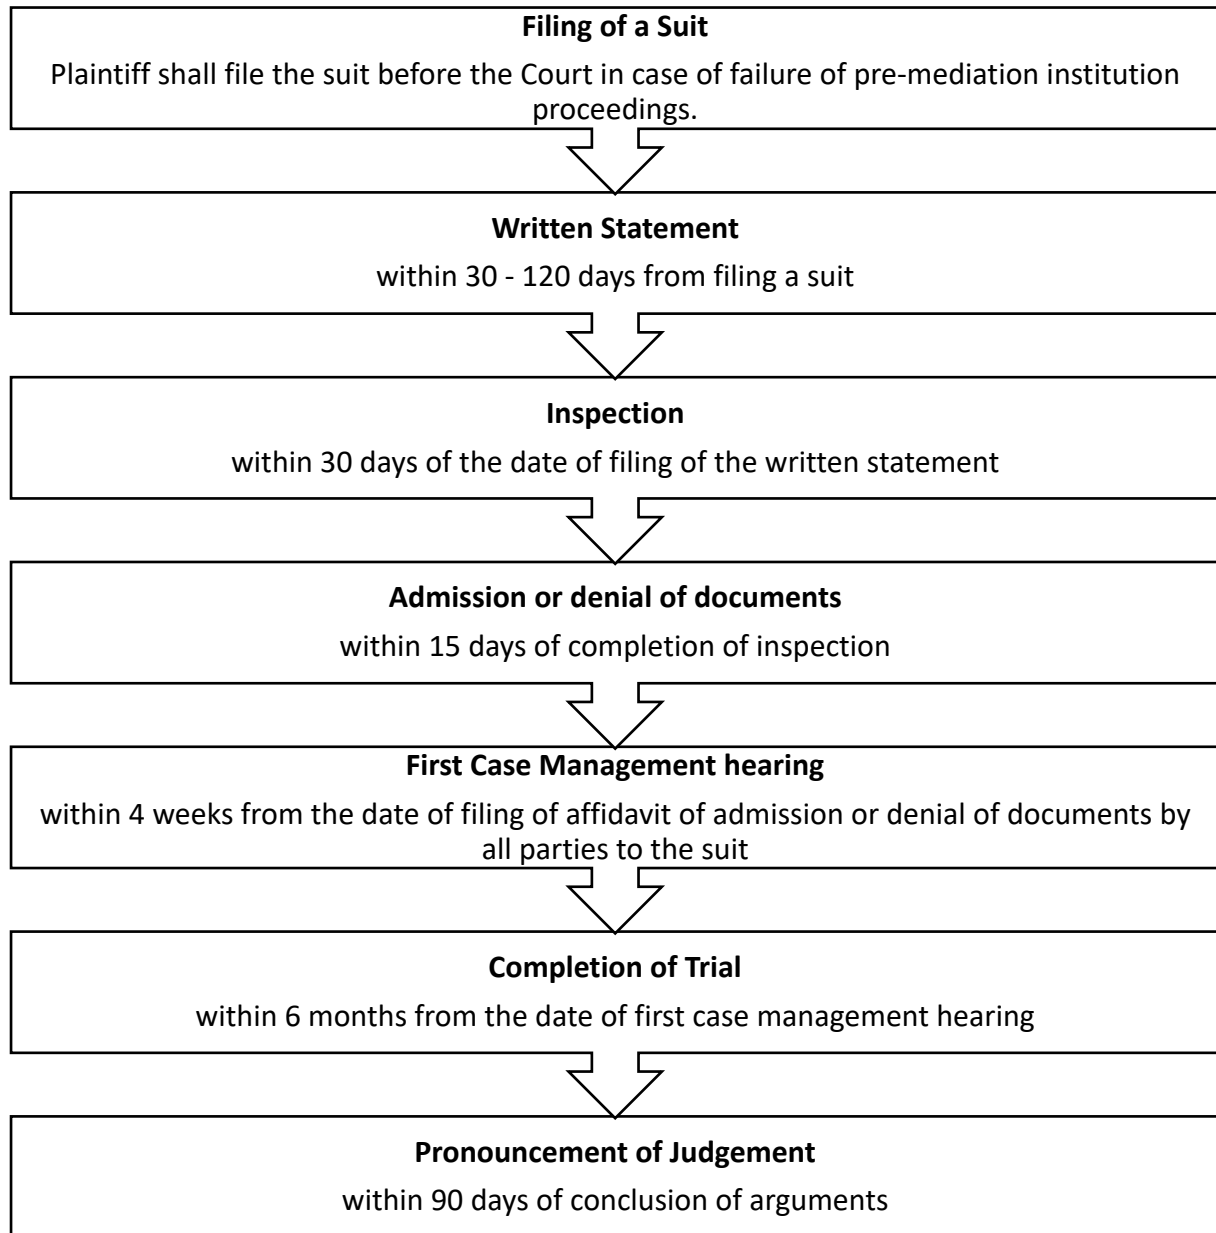 Filing of a Suit
Plaintiff shall file the suit before the Court in case of failure of pre-mediation institution
proceedings.
Written Statement
within 30 - 120 days from filing a suit
Inspection
within 30 days of the date of filing of the written statement
Admission or denial of documents
within 15 days of completion of inspection
First Case Management hearing
within 4 weeks from the date of filing of affidavit of admission or denial of documents by
all parties to the suit
Completion of Trial
within 6 months from the date of first case management hearing
Pronouncement of Judgement
within 90 days of conclusion of arguments